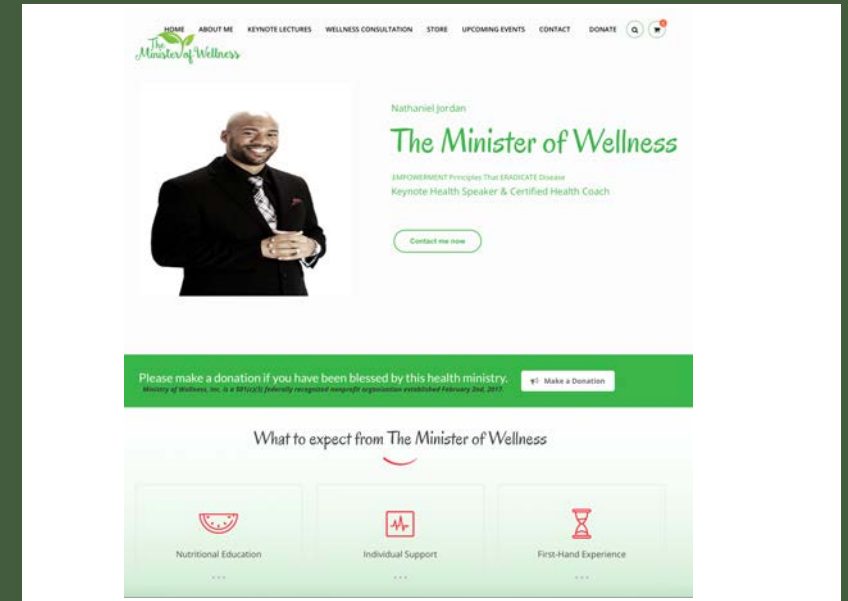 HOME ABOUT ME KEYNOTE LECTURES WELLNESS CONSULTATION STORE UPCOMING EVENTS CONTACT DONATE
The
Minister of Wellness
Nathaniel Jordan
The Minister of Wellness
EMPOWERMENT Principles That ERADICATE Disease
Keynote Health Speaker & Certified Health Coach
Contact me now
Please make a donation if you have been blessed by this health ministry.
Ministry of Wellness, Inc. is a 501(c)(3) federally recognized nonprofit organization established February 2nd, 2017.
Make a Donation
What to expect from The Minister of Wellness
Nutritional Education
Individual Support
First-Hand Experience